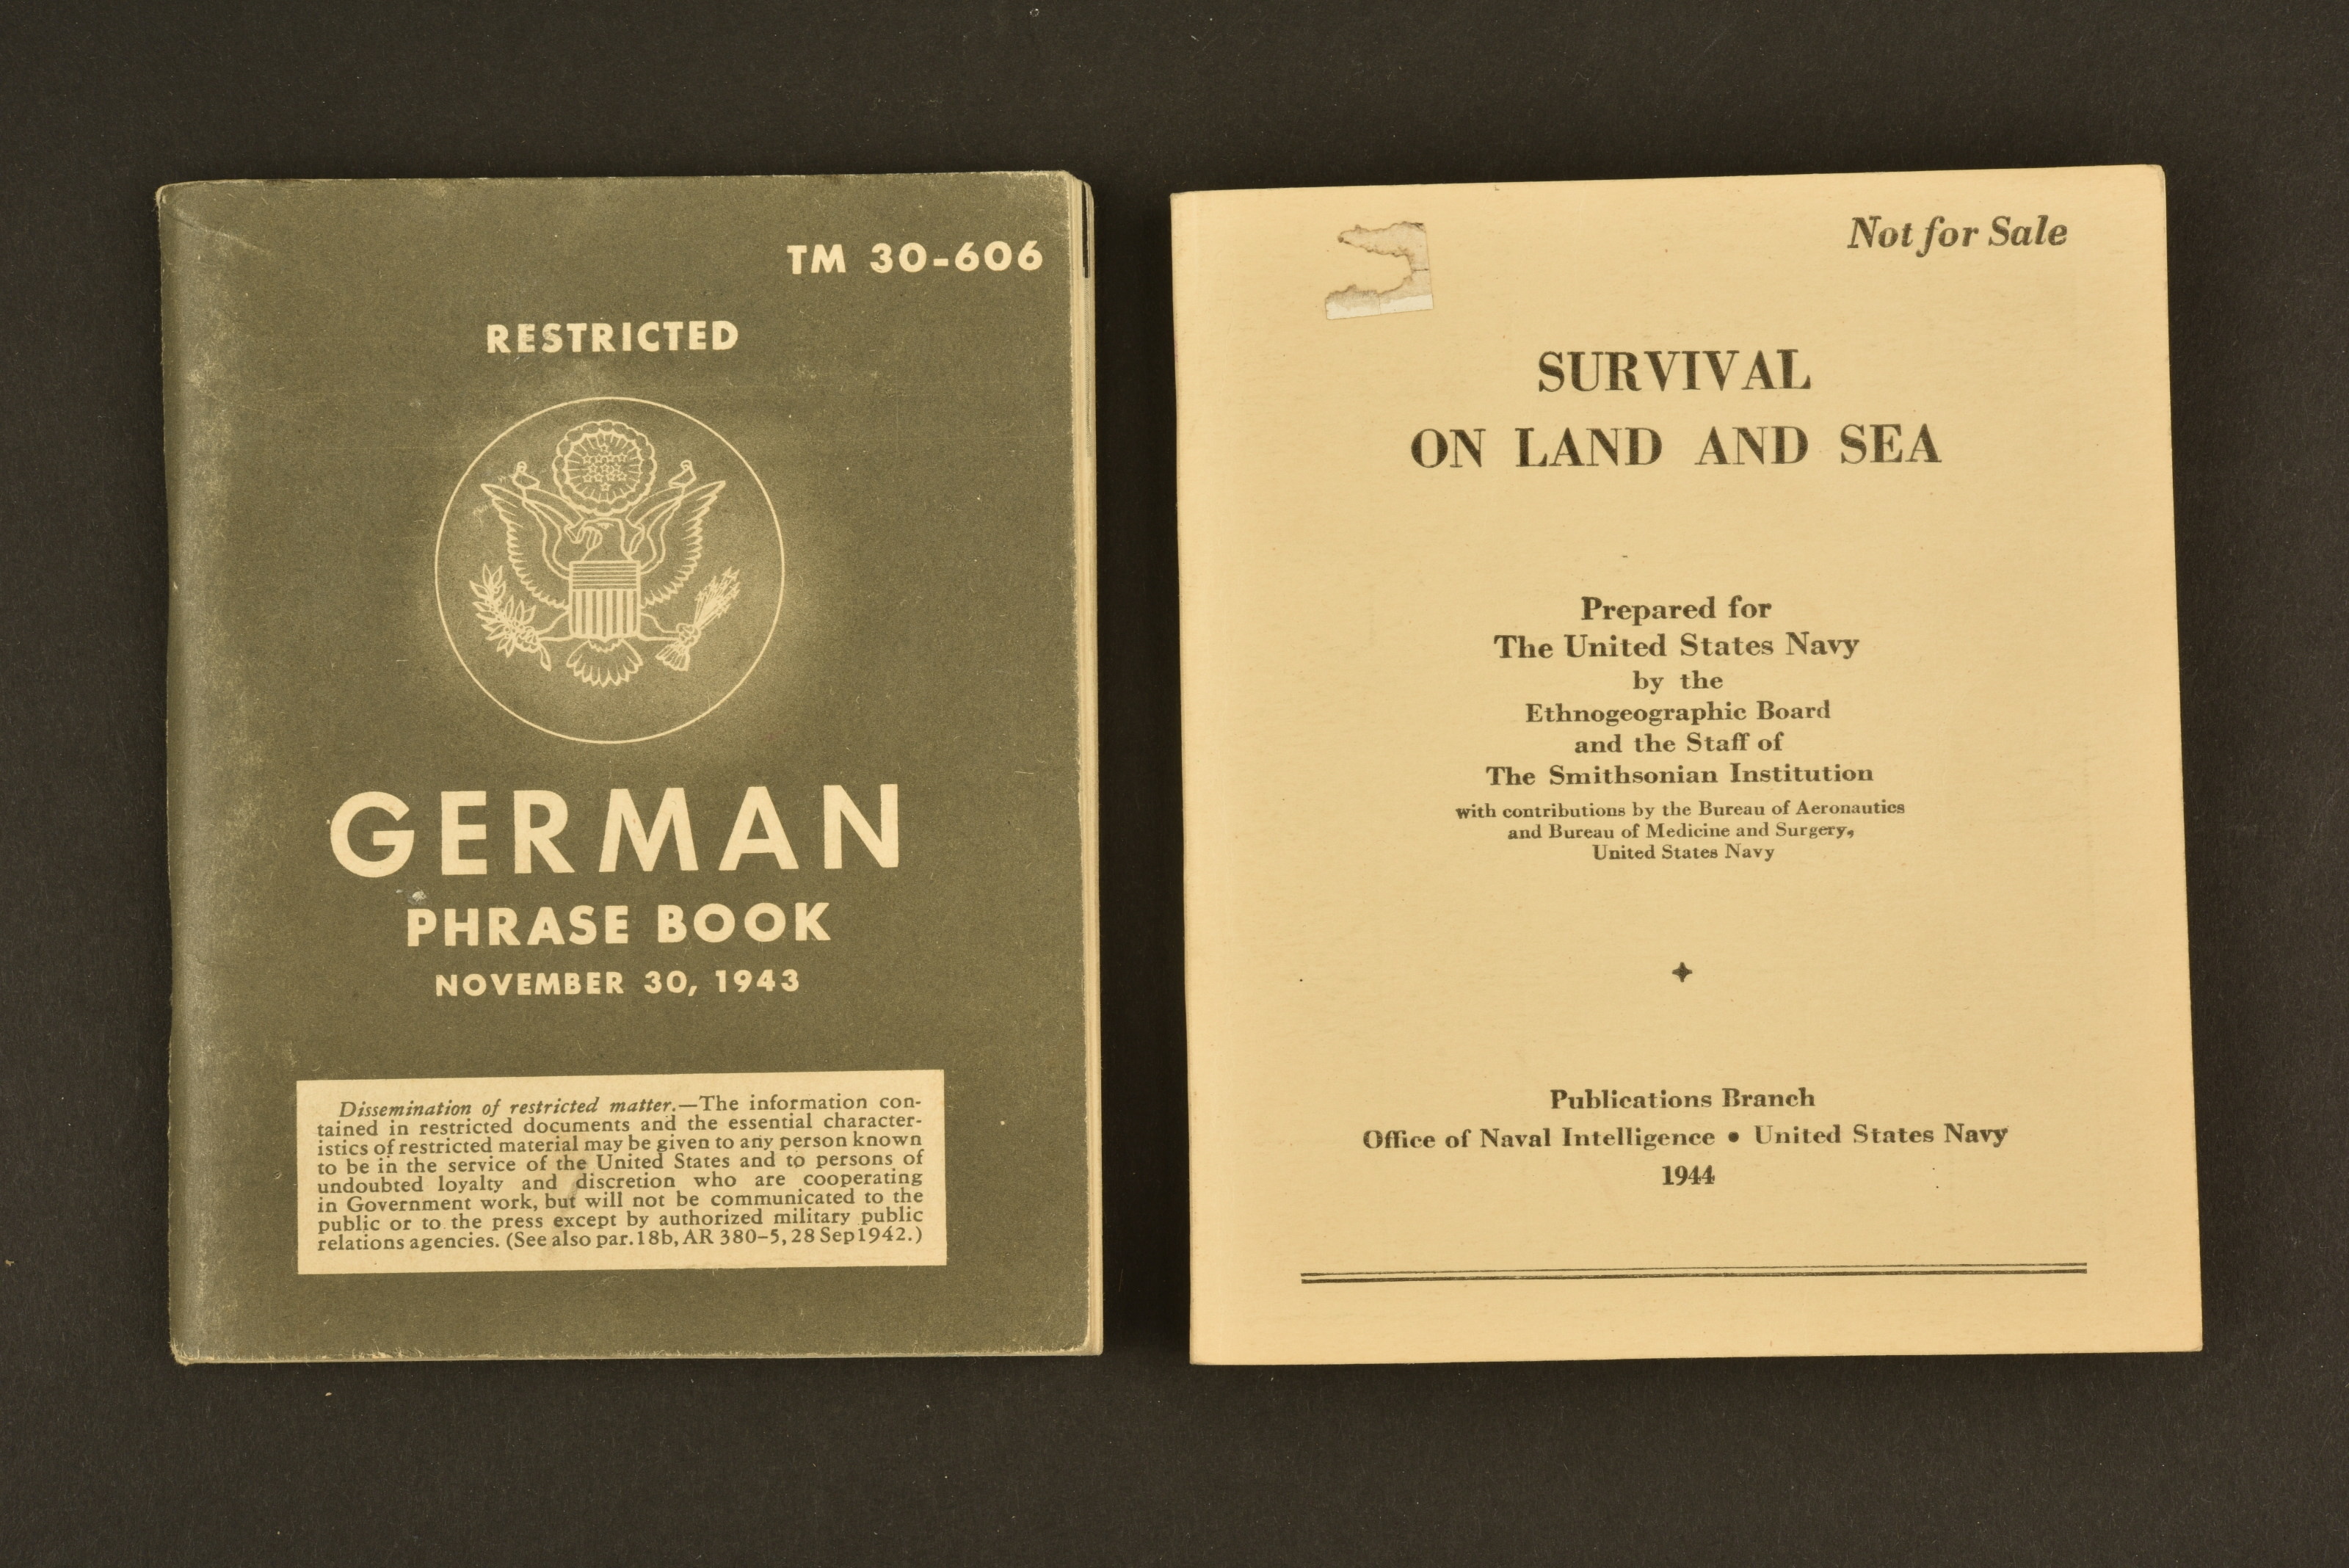 TM 30-606
RESTRICTED
GERMAN
PHRASE BOOK
NOVEMBER 30, 1943
Dissemination of restricted matter.—The information con-
tained in restricted documents and the essential character-
istics of restricted material may be given to any person known
to be in the service of the United States and to persons of
undoubted loyalty and discretion who are cooperating
in Government work, but will not be communicated to the
public or to the press except by authorized military public
relations agencies. (See also par. 18b, AR 380-5, 28 Sep 1942.)
Not for Sale
SURVIVAL
ON LAND AND SEA
Prepared for
The United States Navy
by the
Ethnogeographic Board
and the Staff of
The Smithsonian Institution
with contributions by the Bureau of Aeronautics
and Bureau of Medicine and Surgery,
United States Navy
Publications Branch
Office of Naval Intelligence • United States Navy
1944